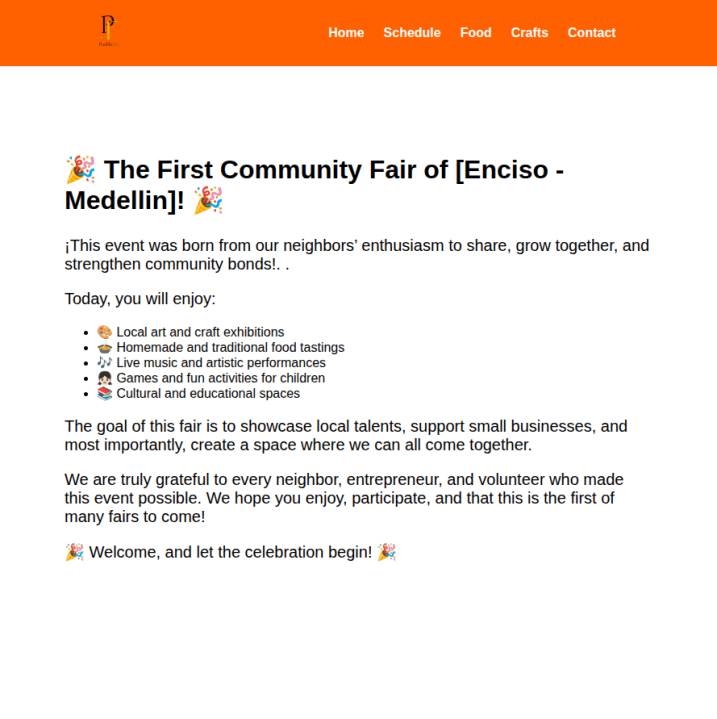 P
Home Schedule Food Crafts Contact
🎉 The First Community Fair of [Enciso -
Medellin]! 🎉
¡This event was born from our neighbors’ enthusiasm to share, grow together, and
strengthen community bonds!. .
Today, you will enjoy:
• 🎨 Local art and craft exhibitions
• 🍲 Homemade and traditional food tastings
• 🎶 Live music and artistic performances
• 👧🏻 Games and fun activities for children
• 📚 Cultural and educational spaces
The goal of this fair is to showcase local talents, support small businesses, and
most importantly, create a space where we can all come together.
We are truly grateful to every neighbor, entrepreneur, and volunteer who made
this event possible. We hope you enjoy, participate, and that this is the first of
many fairs to come!
🎉 Welcome, and let the celebration begin! 🎉